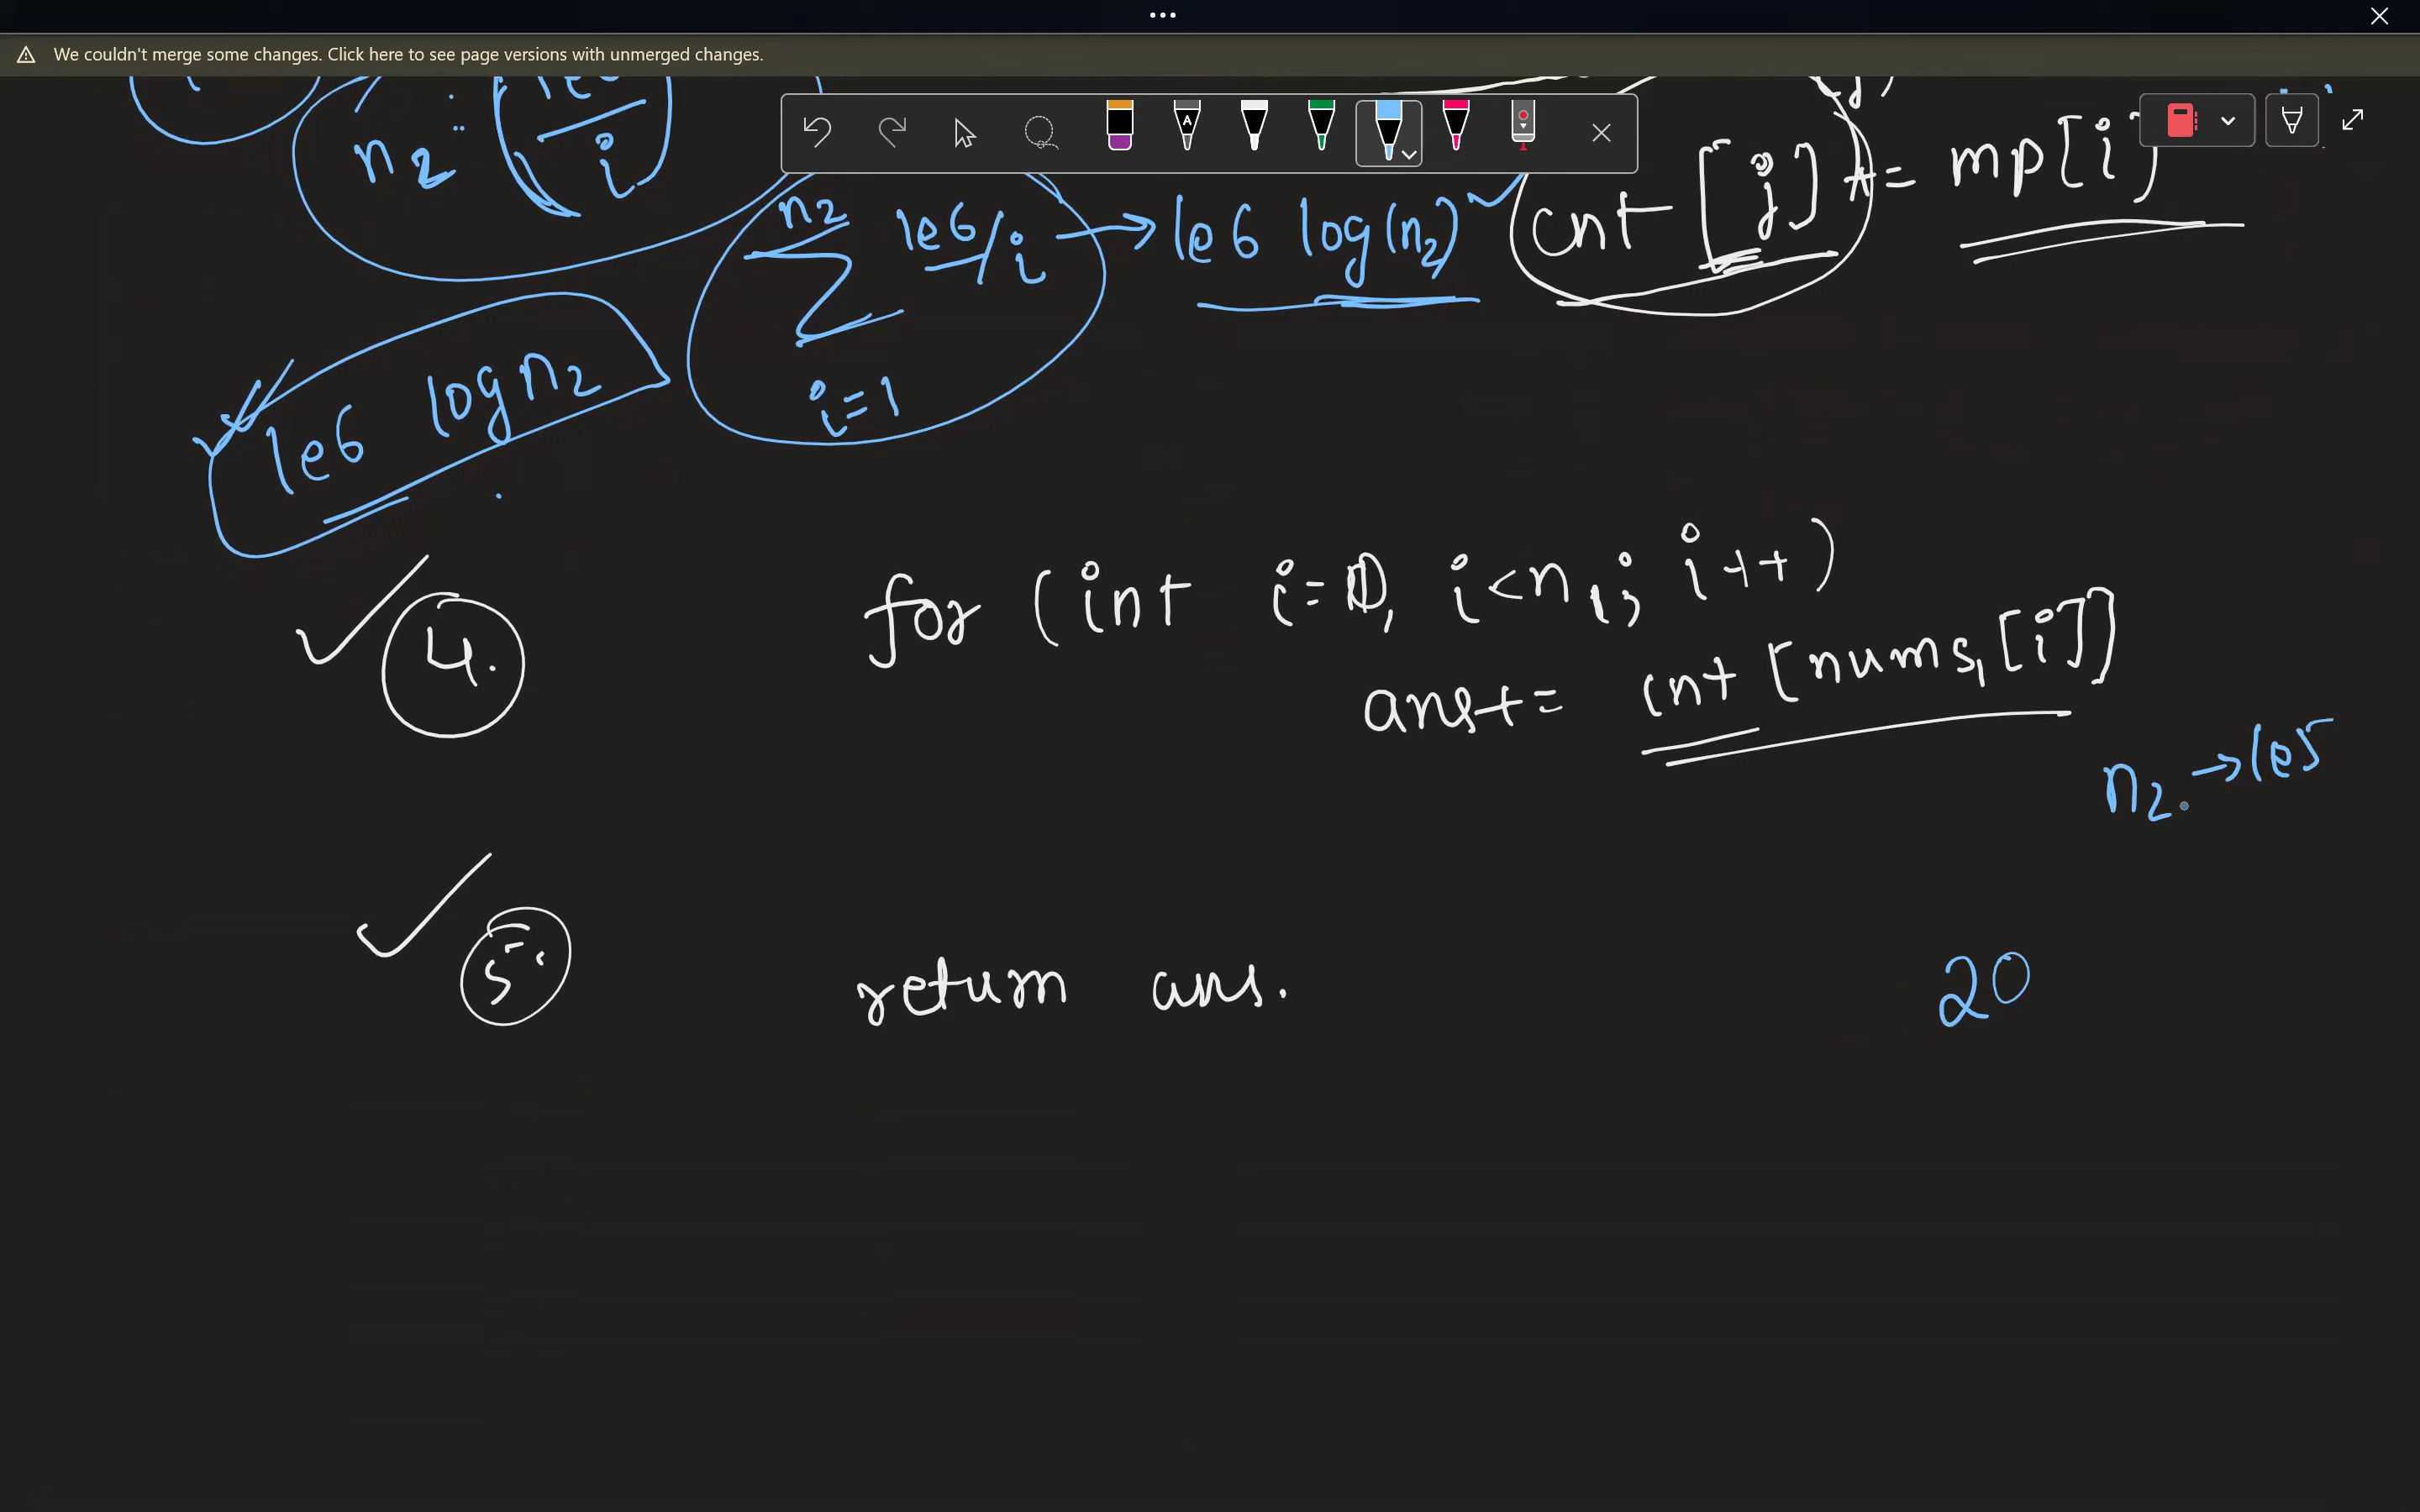 We couldn't merge some changes. Click here to see page versions with unmerged changes.
n2
i
A
cnt [j] += mp[i]
n2
1e6/i → 1e6 log(n2)
Σ
i=1
1e6 log n2
4.
for (int i=0, i<n1; i++)
ans+= cnt [nums1[i]]
n2 → 1e5
5.
return ans.
20